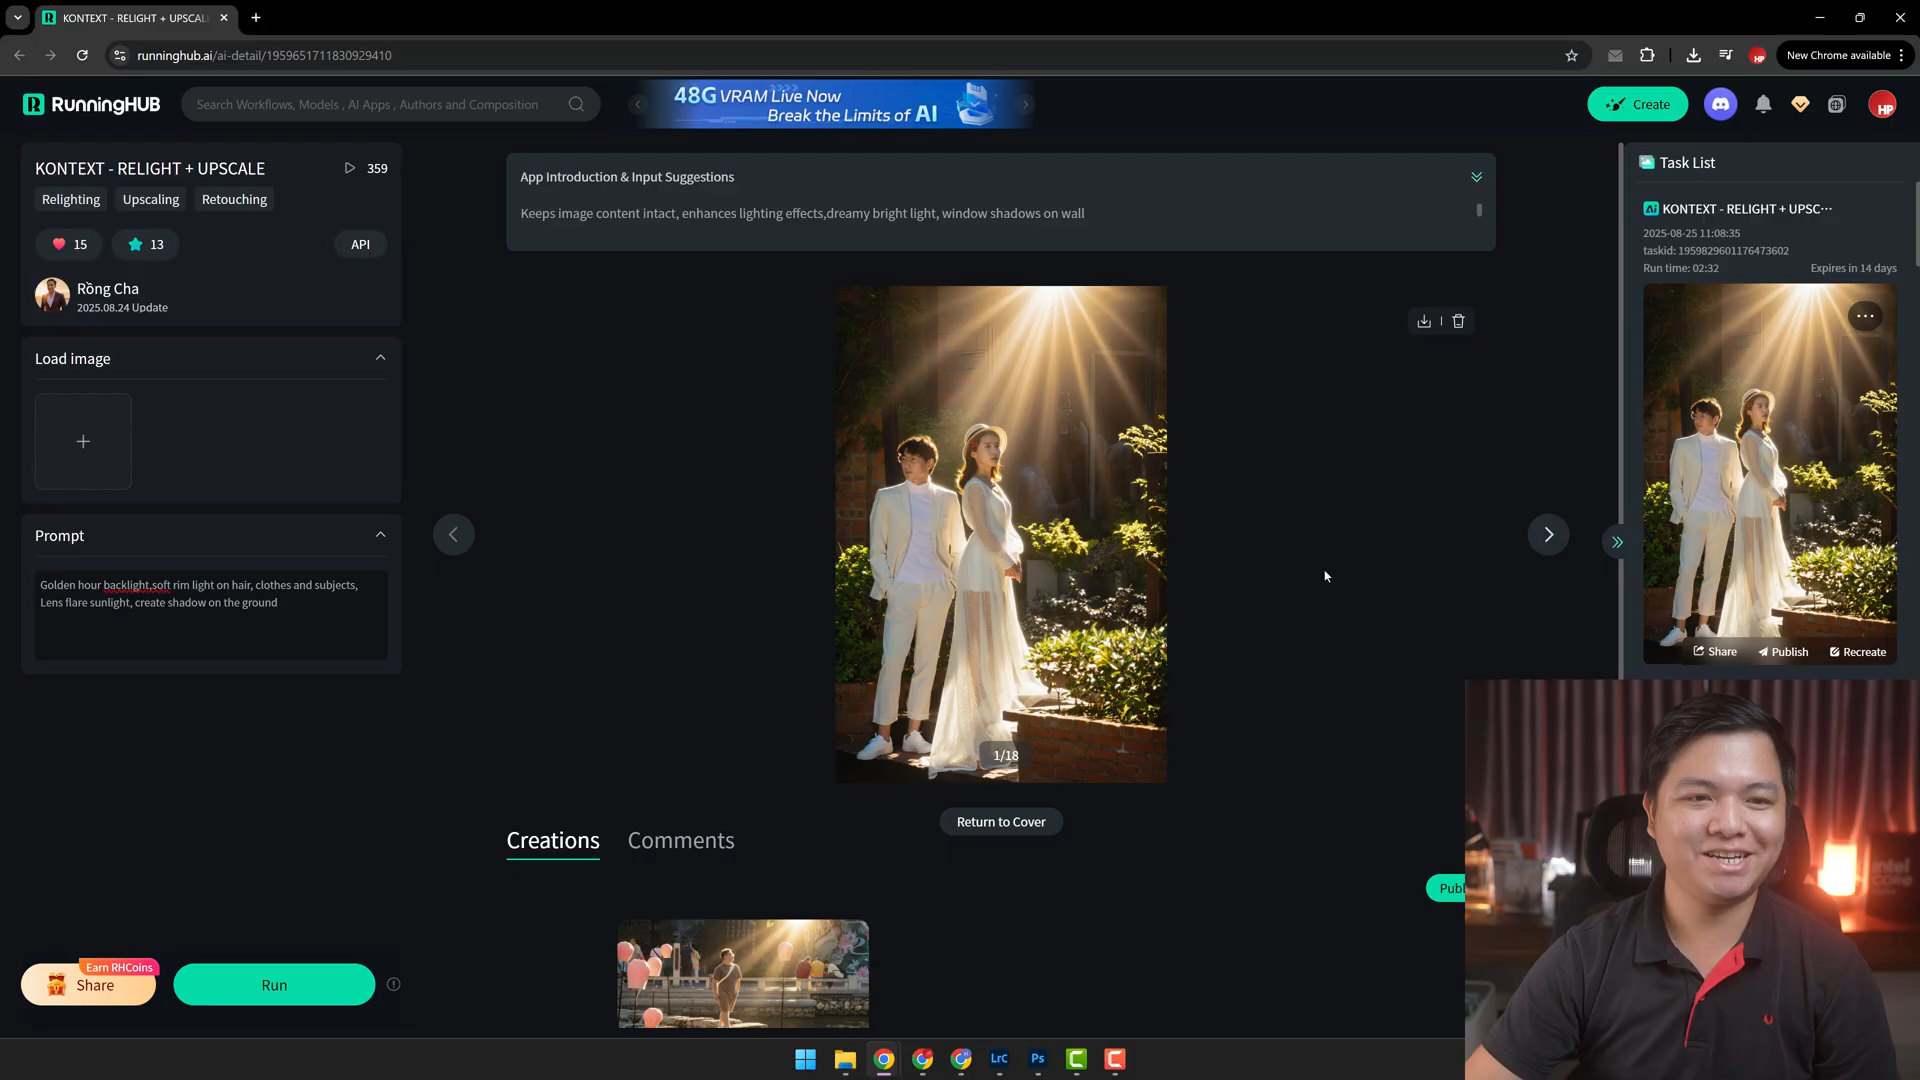 KONTEXT - RELIGHT + UPSCAL
runninghub.ai/ai-detail/1959651711830929410
HP
New Chrome available
RunningHUB
Search Workflows, Models , AI Apps , Authors and Composition
48G VRAM Live Now
Break the Limits of AI
Create
HP
KONTEXT - RELIGHT + UPSCALE
359
Relighting
Upscaling
Retouching
15
13
API
Rồng Cha
2025.08.24 Update
Load image
Prompt
Golden hour backlight,soft rim light on hair, clothes and subjects,
Lens flare sunlight, create shadow on the ground
Earn RHCoins
Share
Run
App Introduction & Input Suggestions
Keeps image content intact, enhances lighting effects,dreamy bright light, window shadows on wall
1/18
Return to Cover
Creations
Comments
Publ
Task List
Ai KONTEXT - RELIGHT + UPSC···
2025-08-25 11:08:35
taskid: 1959829601176473602
Run time: 02:32
Expires in 14 days
Share
Publish
Recreate
intel
LrC
Ps